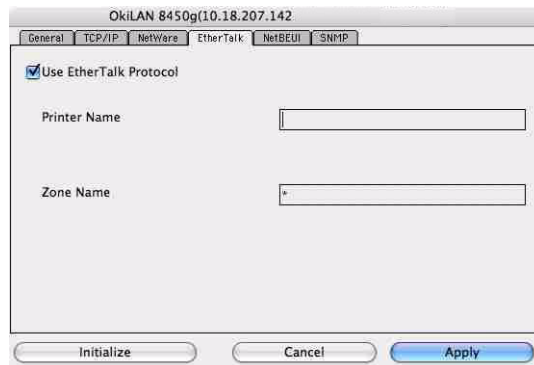 OkiLAN 8450g(10.18.207.142
General TCP/IP NetWare EtherTalk NetBEUI SNMP
Use EtherTalk Protocol
Printer Name
Zone Name *
Initialize Cancel Apply